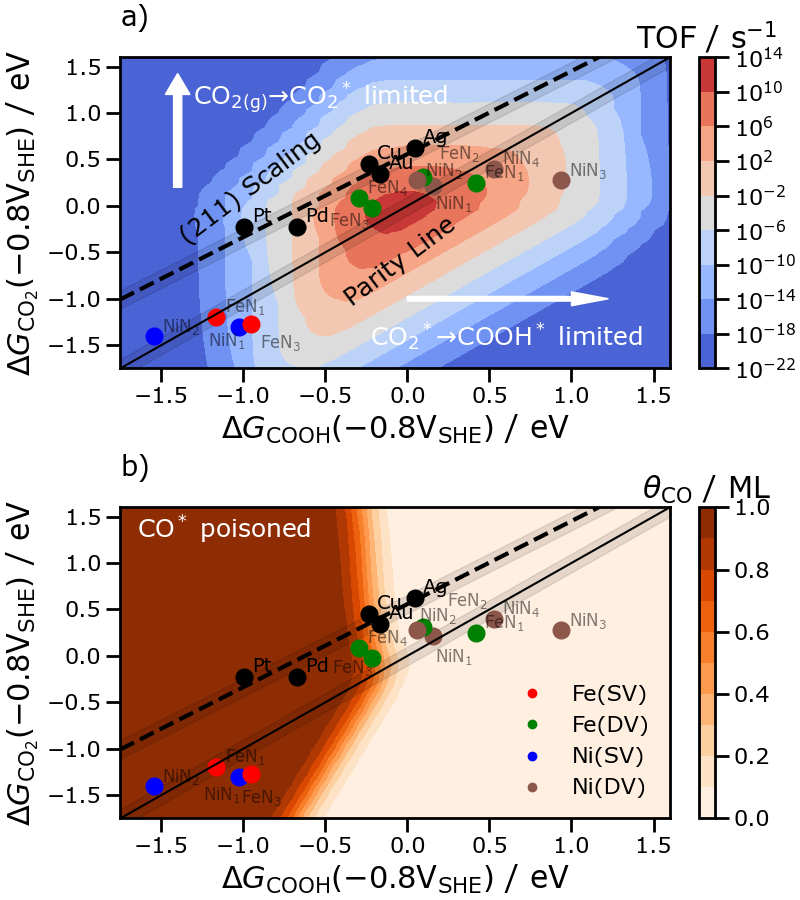 a)
TOF / s⁻¹
ΔG_COOH(−0.8V_SHE) / eV
ΔG_CO₂(−0.8V_SHE) / eV
1.5
1.0
0.5
0.0
−0.5
−1.0
−1.5
−1.5 −1.0 −0.5 0.0 0.5 1.0 1.5
CO₂(g)→CO₂* limited
(211) Scaling
Parity Line
CO₂*→COOH* limited
Cu
Ag
Au
Pt
Pd
FeN₂
NiN₄
NiN₂
FeN₁
NiN₃
FeN₄
NiN₁
FeN₃
FeN₁
NiN₂
NiN₁
FeN₃
10¹⁴
10¹⁰
10⁶
10²
10⁻²
10⁻⁶
10⁻¹⁰
10⁻¹⁴
10⁻¹⁸
10⁻²²
b)
θ_CO / ML
ΔG_CO₂(−0.8V_SHE) / eV
1.5
1.0
0.5
0.0
−0.5
−1.0
−1.5
CO* poisoned
Cu
Ag
Au
Pt
Pd
FeN₂
NiN₄
NiN₂
FeN₁
NiN₃
FeN₄
NiN₁
FeN₃
FeN₁
NiN₂
NiN₁
FeN₃
Fe(SV)
Fe(DV)
Ni(SV)
Ni(DV)
1.0
0.8
0.6
0.4
0.2
0.0
−1.5 −1.0 −0.5 0.0 0.5 1.0 1.5
ΔG_COOH(−0.8V_SHE) / eV